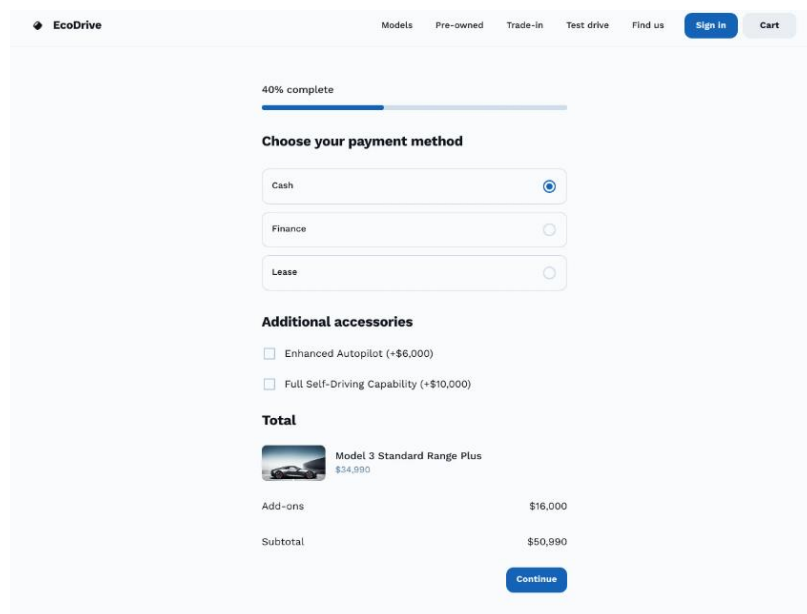 EcoDrive
Models Pre-owned Trade-in Test drive Find us Sign in Cart
40% complete
Choose your payment method
Cash
Finance
Lease
Additional accessories
Enhanced Autopilot (+$6,000)
Full Self-Driving Capability (+$10,000)
Total
Model 3 Standard Range Plus
$34,990
Add-ons $16,000
Subtotal $50,990
Continue